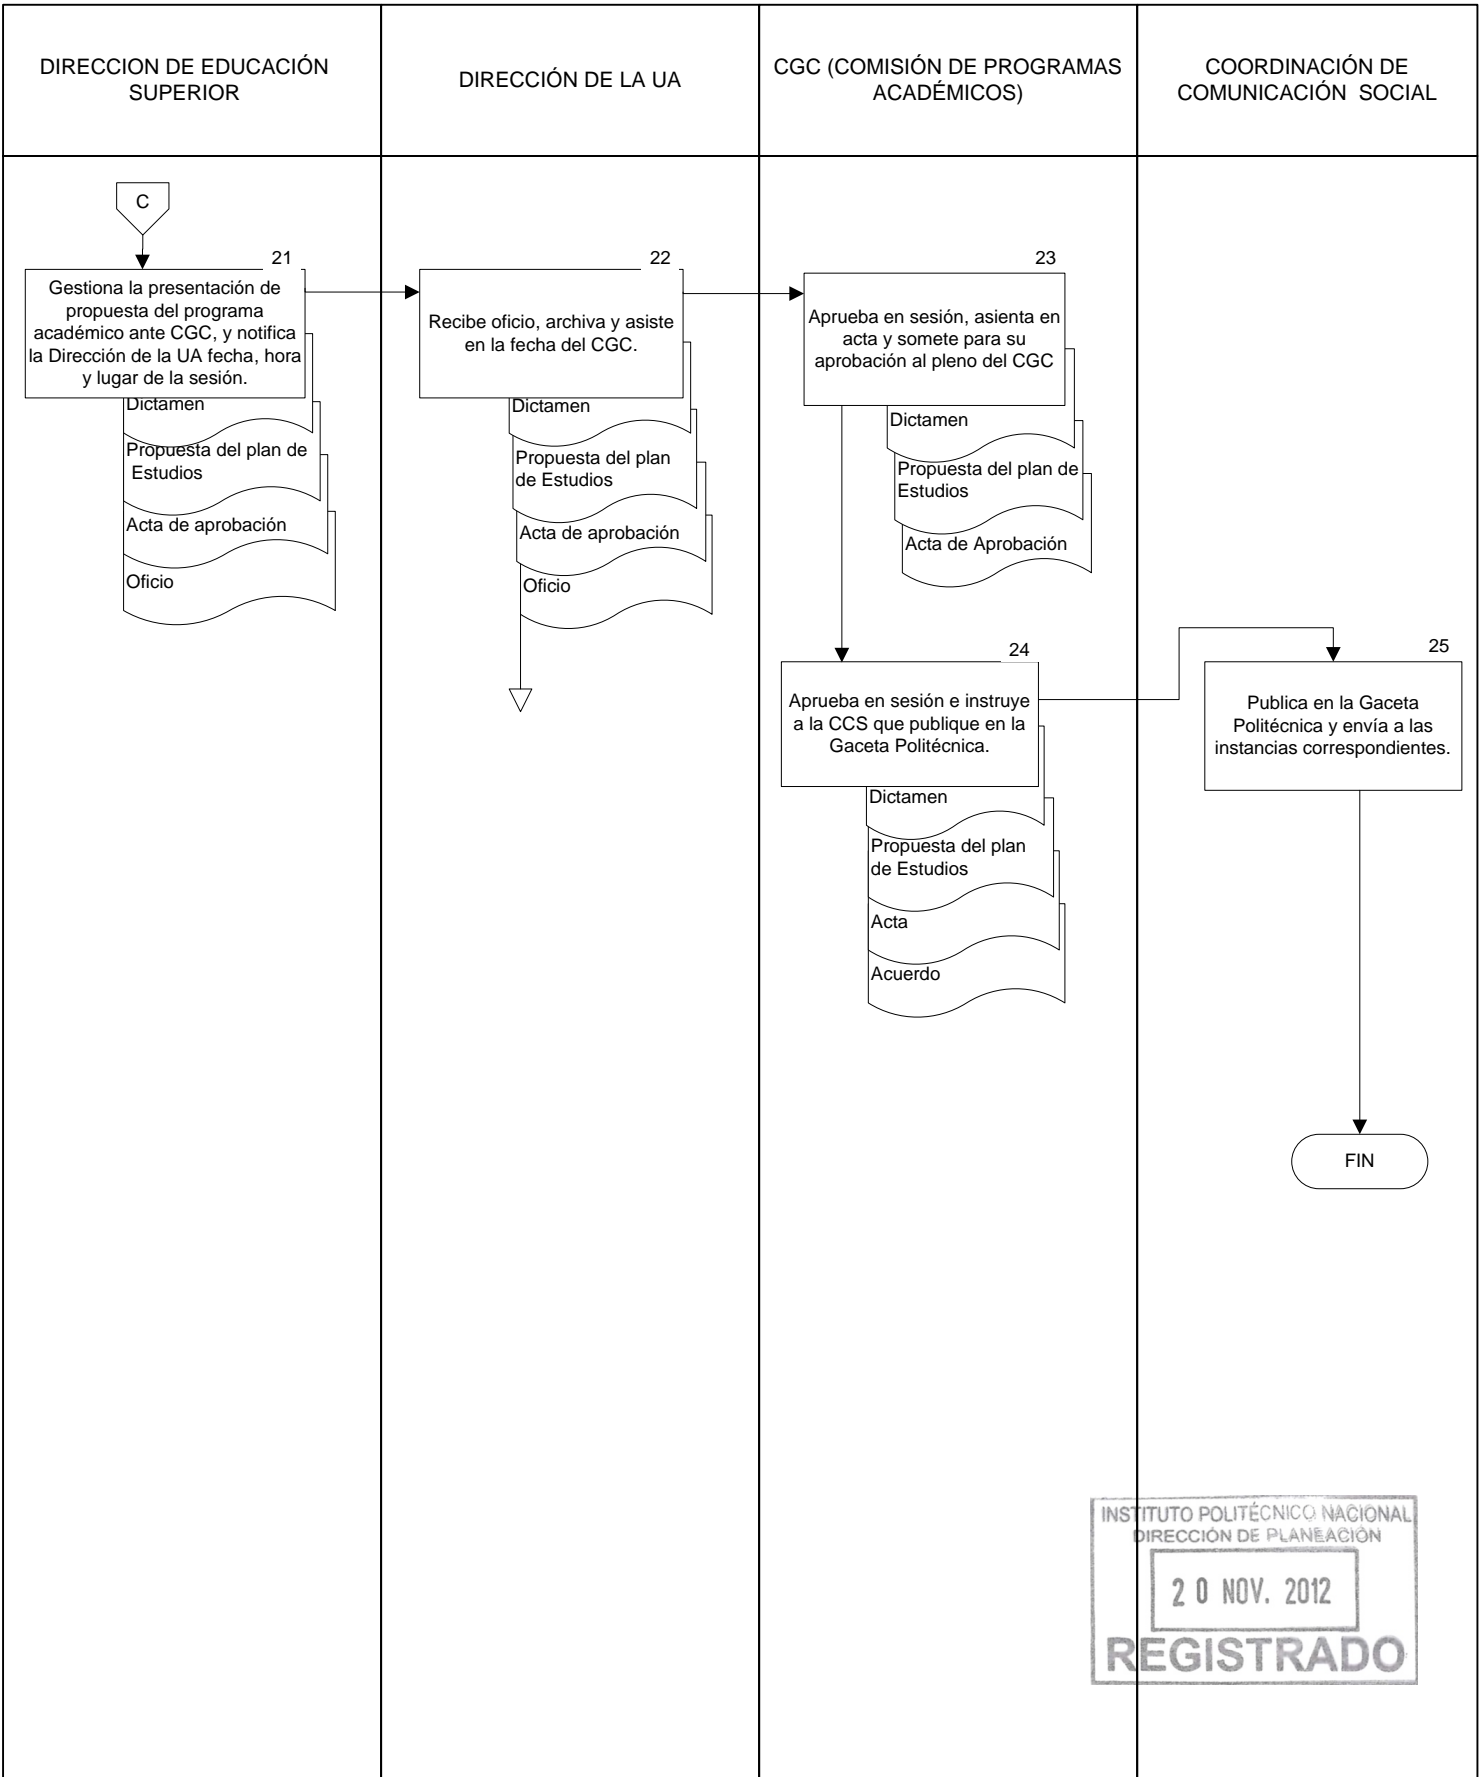 DIRECCION DE EDUCACIÓN
SUPERIOR
DIRECCIÓN DE LA UA
CGC (COMISIÓN DE PROGRAMAS
ACADÉMICOS)
COORDINACIÓN DE
COMUNICACIÓN SOCIAL
C
21
Gestiona la presentación de
propuesta del programa
académico ante CGC, y notifica
la Dirección de la UA fecha, hora
y lugar de la sesión.
Dictamen
Propuesta del plan de
Estudios
Acta de aprobación
Oficio
22
Recibe oficio, archiva y asiste
en la fecha del CGC.
Dictamen
Propuesta del plan
de Estudios
Acta de aprobación
Oficio
23
Aprueba en sesión, asienta en
acta y somete para su
aprobación al pleno del CGC
Dictamen
Propuesta del plan de
Estudios
Acta de Aprobación
24
Aprueba en sesión e instruye
a la CCS que publique en la
Gaceta Politécnica.
Dictamen
Propuesta del plan
de Estudios
Acta
Acuerdo
25
Publica en la Gaceta
Politécnica y envía a las
instancias correspondientes.
FIN
INSTITUTO POLITÉCNICO NACIONAL
DIRECCIÓN DE PLANEACIÓN
20 NOV. 2012
REGISTRADO